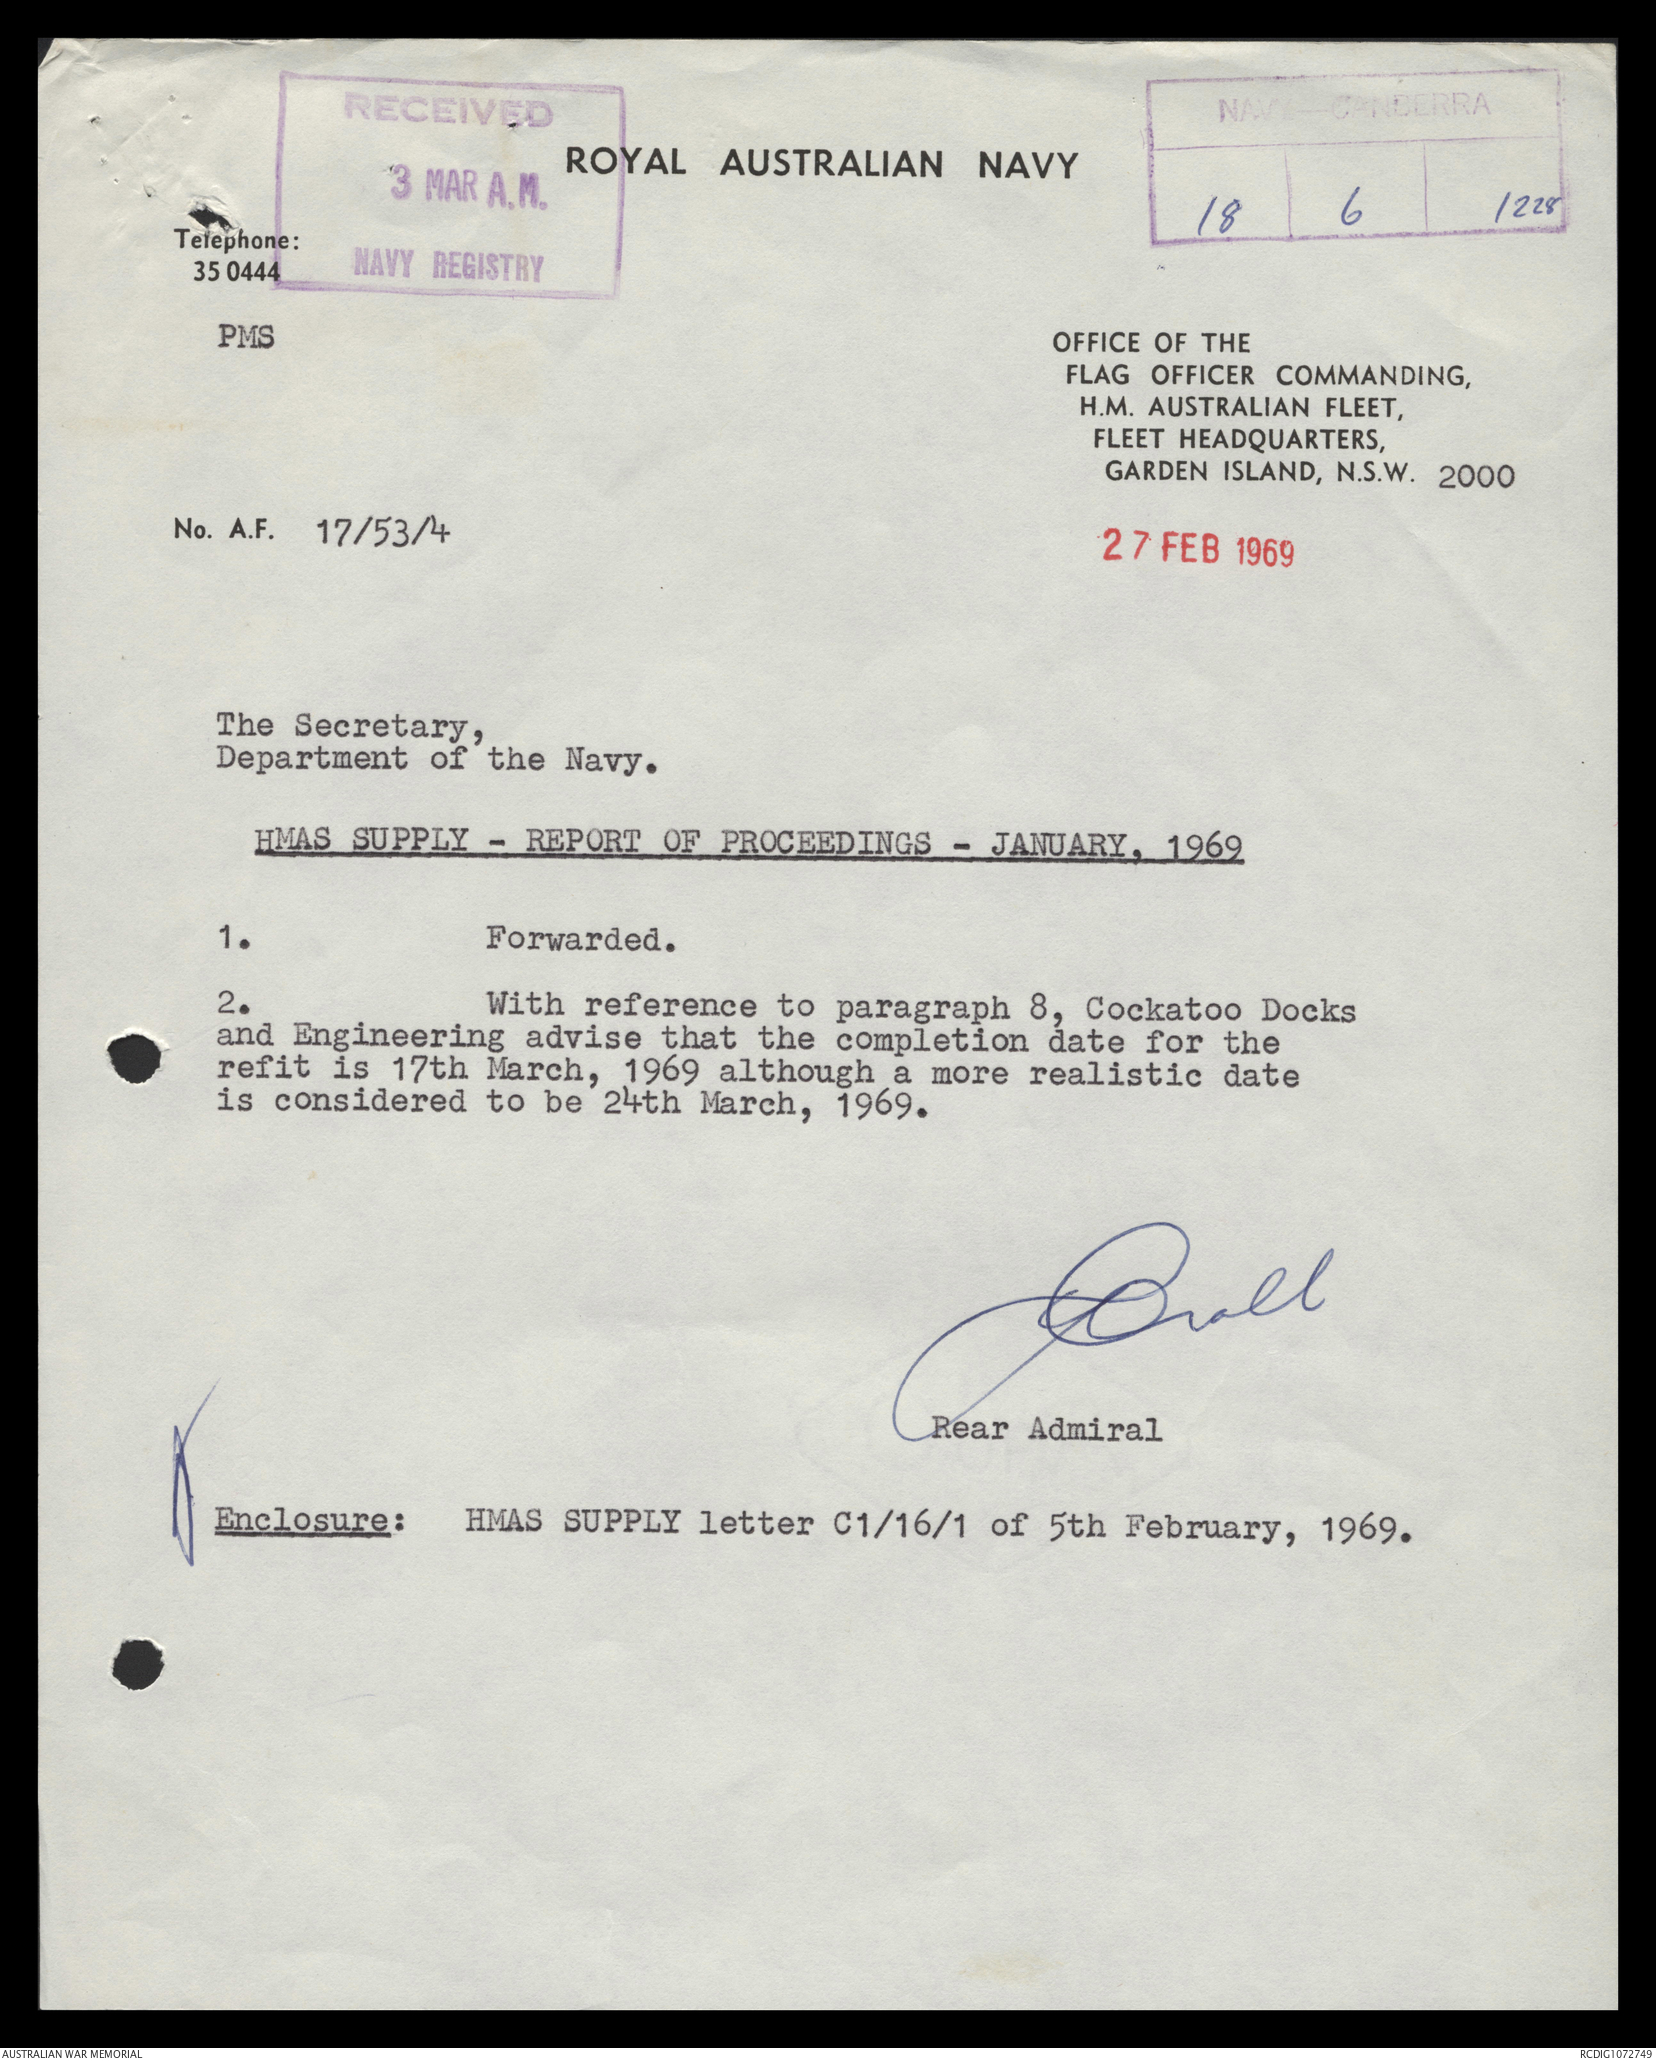 RECEIVED
3 MAR A.M.
NAVY REGISTRY
NAVY—CANBERRA
18 6 1228
ROYAL AUSTRALIAN NAVY
Telephone:
35 0444
PMS
OFFICE OF THE
FLAG OFFICER COMMANDING,
H.M. AUSTRALIAN FLEET,
FLEET HEADQUARTERS,
GARDEN ISLAND, N.S.W. 2000
No. A.F. 17/53/4
27 FEB 1969
The Secretary,
Department of the Navy.
HMAS SUPPLY - REPORT OF PROCEEDINGS - JANUARY, 1969
1. Forwarded.
2. With reference to paragraph 8, Cockatoo Docks
and Engineering advise that the completion date for the
refit is 17th March, 1969 although a more realistic date
is considered to be 24th March, 1969.
Rear Admiral
Enclosure: HMAS SUPPLY letter C1/16/1 of 5th February, 1969.
AUSTRALIAN WAR MEMORIAL
RCDIG1072749